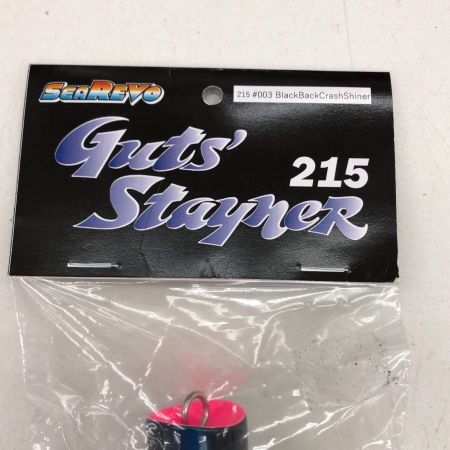 SEAREVO
215 #003 BlackBackCrashShiner
Guts'
215
Stayner